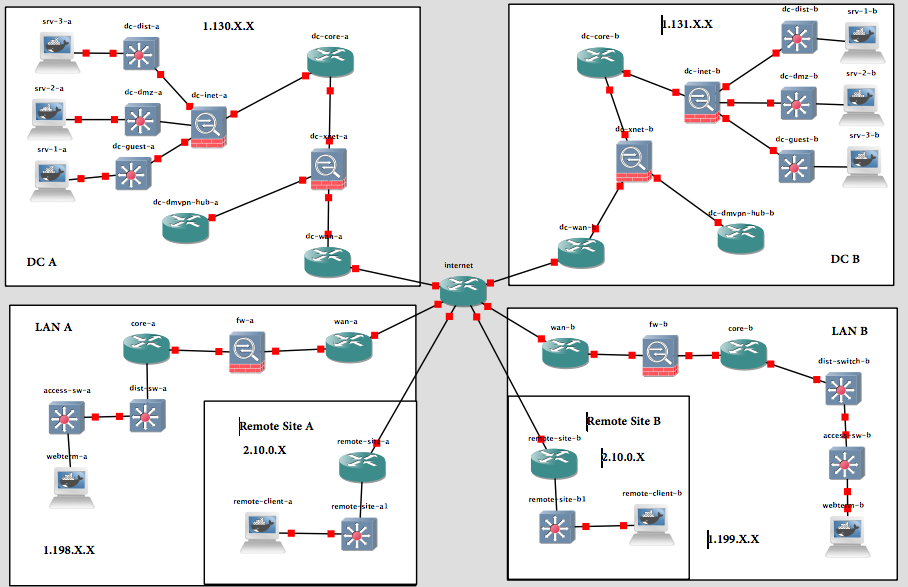 srv-3-a
dc-dist-a
1.130.X.X
dc-core-a
srv-2-a
dc-dmz-a
dc-inet-a
srv-1-a
dc-guest-a
dc-xnet-a
dc-dmvpn-hub-a
dc-wan-a
DC A
1.131.X.X
dc-dist-b
srv-1-b
dc-core-b
dc-inet-b
dc-dmz-b
srv-2-b
dc-xnet-b
dc-guest-b
srv-3-b
dc-wan-b
dc-dmvpn-hub-b
DC B
internet
LAN A
core-a
fw-a
wan-a
access-sw-a
dist-sw-a
webterm-a
1.198.X.X
Remote Site A
2.10.0.X
remote-site-a
remote-client-a
remote-site-a1
wan-b
fw-b
core-b
LAN B
dist-switch-b
access-sw-b
webterm-b
1.199.X.X
Remote Site B
remote-site-b
2.10.0.X
remote-site-b1
remote-client-b